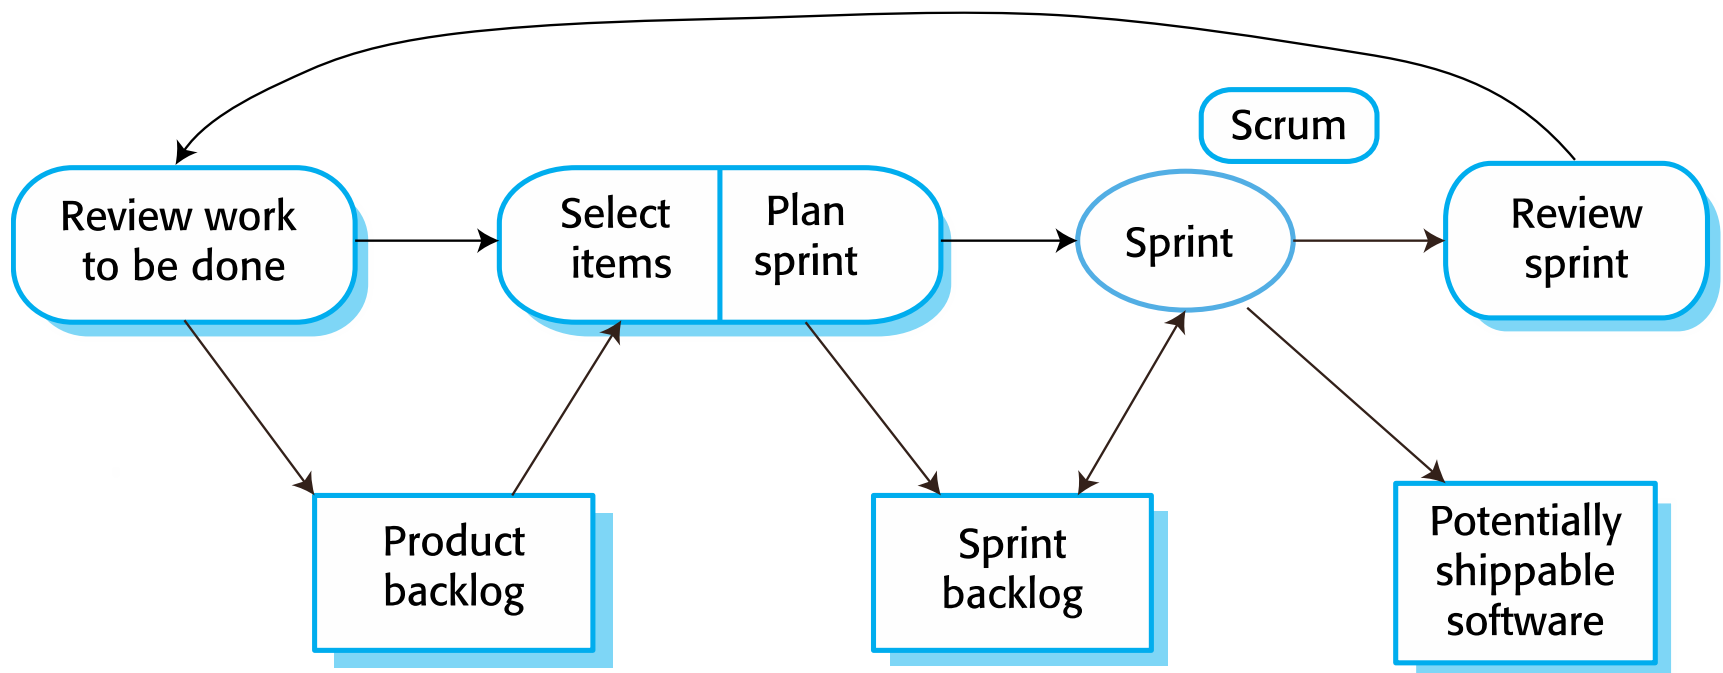 Scrum
Review work
to be done
Select
items
Plan
sprint
Sprint
Review
sprint
Product
backlog
Sprint
backlog
Potentially
shippable
software